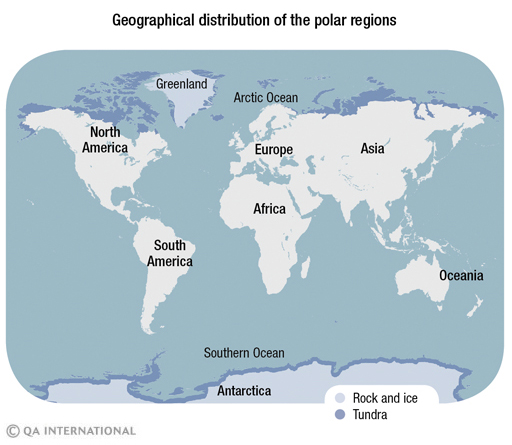 Geographical distribution of the polar regions
Greenland
Arctic Ocean
North
America
Europe
Asia
Africa
South
America
Oceania
Southern Ocean
Antarctica
Rock and ice
Tundra
© QA INTERNATIONAL